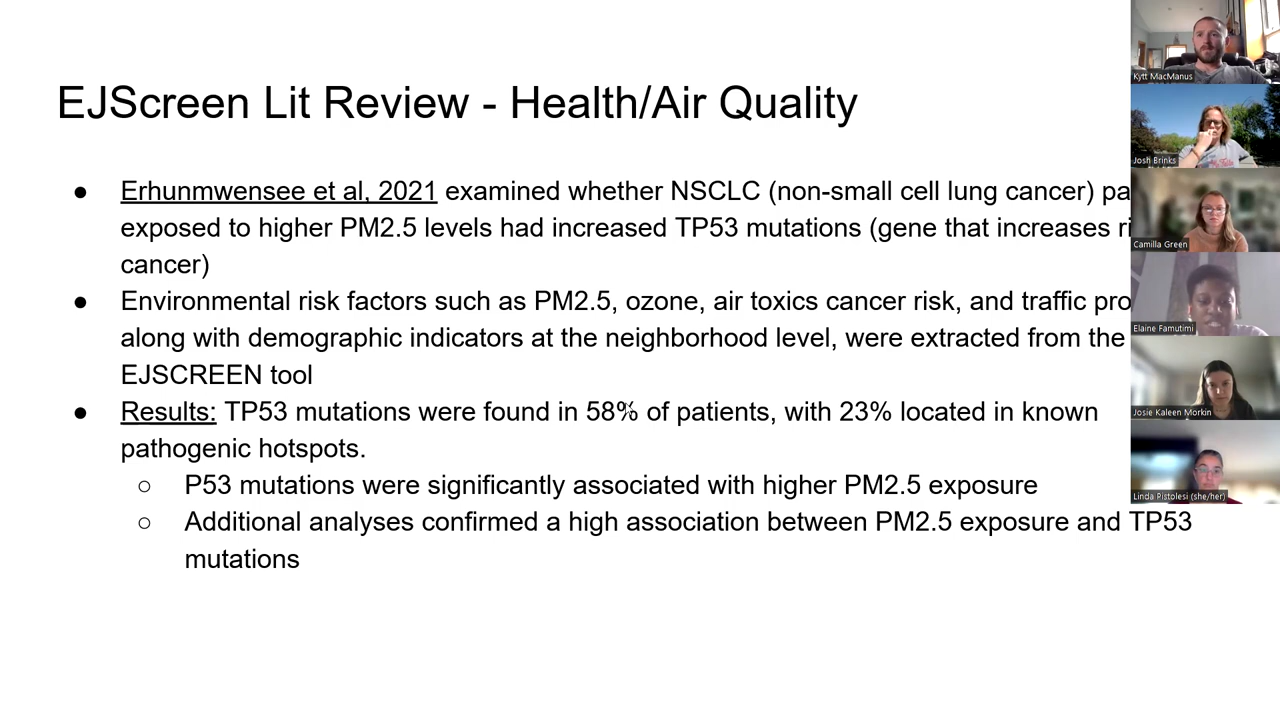 EJScreen Lit Review - Health/Air Quality
● Erhunmwensee et al, 2021 examined whether NSCLC (non-small cell lung cancer) pa
exposed to higher PM2.5 levels had increased TP53 mutations (gene that increases ri
cancer)
● Environmental risk factors such as PM2.5, ozone, air toxics cancer risk, and traffic pro
along with demographic indicators at the neighborhood level, were extracted from the
EJSCREEN tool
● Results: TP53 mutations were found in 58% of patients, with 23% located in known
pathogenic hotspots.
○ P53 mutations were significantly associated with higher PM2.5 exposure
○ Additional analyses confirmed a high association between PM2.5 exposure and TP53
mutations
Kytt MacManus
Josh Brinks
Camilla Green
Elaine Famutimi
Josie Kaleen Morkin
Linda Pistolesi (she/her)